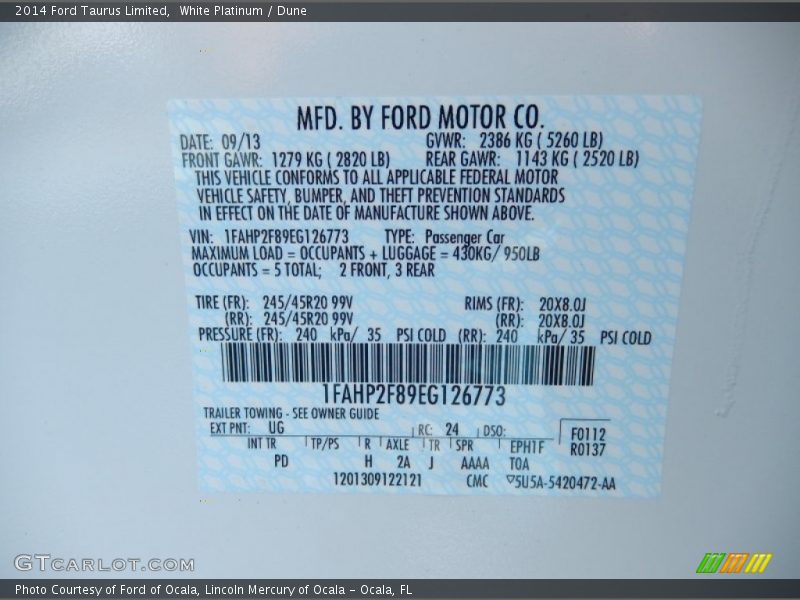 2014 Ford Taurus Limited, White Platinum / Dune
MFD. BY FORD MOTOR CO.
DATE: 09/13 GVWR: 2386 KG ( 5260 LB)
FRONT GAWR: 1279 KG ( 2820 LB) REAR GAWR: 1143 KG ( 2520 LB)
THIS VEHICLE CONFORMS TO ALL APPLICABLE FEDERAL MOTOR
VEHICLE SAFETY, BUMPER, AND THEFT PREVENTION STANDARDS
IN EFFECT ON THE DATE OF MANUFACTURE SHOWN ABOVE.
VIN: 1FAHP2F89EG126773 TYPE: Passenger Car
MAXIMUM LOAD = OCCUPANTS + LUGGAGE = 430KG/ 950LB
OCCUPANTS = 5 TOTAL; 2 FRONT, 3 REAR
TIRE (FR): 245/45R20 99V RIMS (FR): 20X8.0J
(RR): 245/45R20 99V (RR): 20X8.0J
PRESSURE (FR): 240 kPa/ 35 PSI COLD (RR): 240 kPa/ 35 PSI COLD
1FAHP2F89EG126773
TRAILER TOWING - SEE OWNER GUIDE
EXT PNT: UG RC: 24 DSO: F0112
INT TR TP/PS R AXLE TR SPR EPH1F R0137
PD H 2A J AAAA TOA
1201309122121 CMC ▽5U5A-5420472-AA
GTCARLOT.COM
Photo Courtesy of Ford of Ocala, Lincoln Mercury of Ocala - Ocala, FL